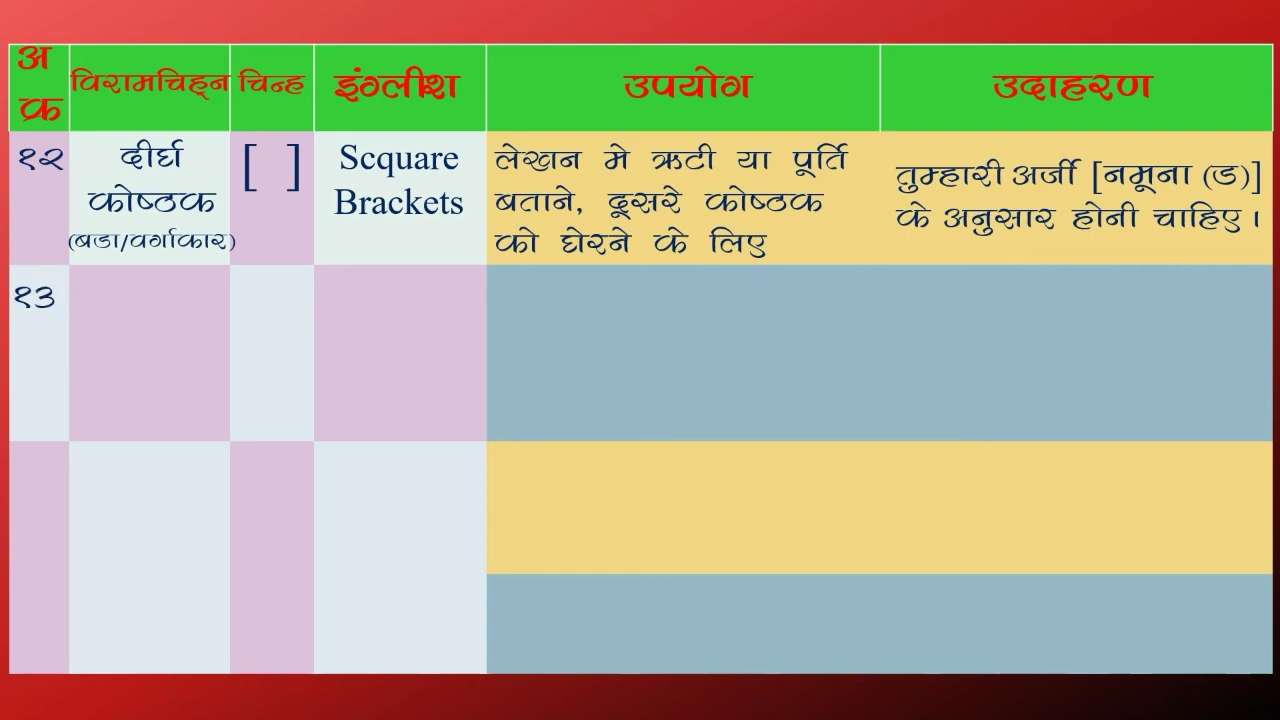 अ क्र विरामचिह्न चिन्ह इंग्लीश उपयोग उदाहरण
१२ दीर्घ कोष्ठक (बडा/वर्गाकार)
[ ]
Scquare
Brackets
लेखन मे ऋटी या पूर्ति
बताने, दूसरे कोष्ठक
को घेरने के लिए
तुम्हारी अर्जी [नमूना (ड)]
के अनुसार होनी चाहिए।
१३